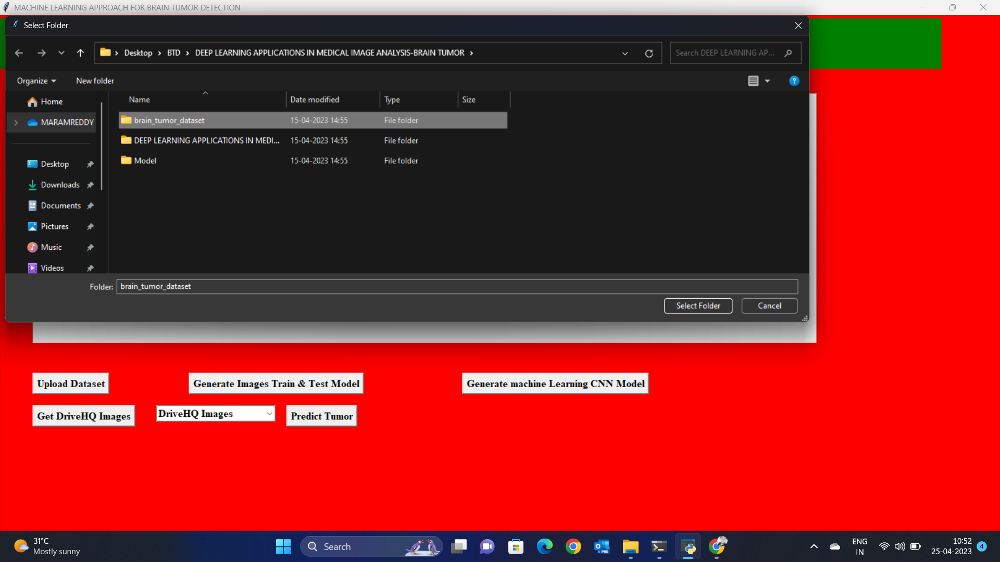 MACHINE LEARNING APPROACH FOR BRAIN TUMOR DETECTION
Select Folder
Desktop > BTD > DEEP LEARNING APPLICATIONS IN MEDICAL IMAGE ANALYSIS-BRAIN TUMOR >
Search DEEP LEARNING AP...
Organize
New folder
Name Date modified Type Size
Home
MARAMREDDY
brain_tumor_dataset 15-04-2023 14:55 File folder
DEEP LEARNING APPLICATIONS IN MEDI... 15-04-2023 14:55 File folder
Model 15-04-2023 14:55 File folder
Desktop
Downloads
Documents
Pictures
Music
Videos
Folder: brain_tumor_dataset
Select Folder Cancel
Upload Dataset Generate Images Train & Test Model Generate machine Learning CNN Model
Get DriveHQ Images DriveHQ Images Predict Tumor
31°C
Mostly sunny
Search
PRE
ENG
IN
10:52
25-04-2023
4